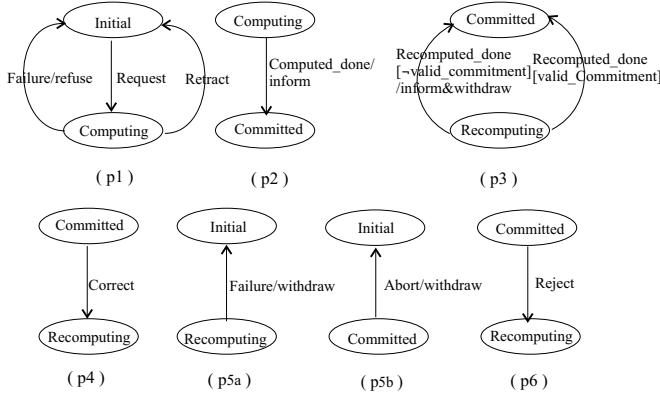 Initial
Failure/refuse
Request
Retract
Computing
( p1 )
Computing
Computed_done/
inform
Committed
( p2 )
Committed
Recomputed_done
[¬valid_commitment]
/inform&withdraw
Recomputed_done
[valid_Commitment]
Recomputing
( p3 )
Committed
Correct
Recomputing
( p4 )
Initial
Failure/withdraw
Recomputing
( p5a )
Initial
Abort/withdraw
Committed
( p5b )
Committed
Reject
Recomputing
( p6 )